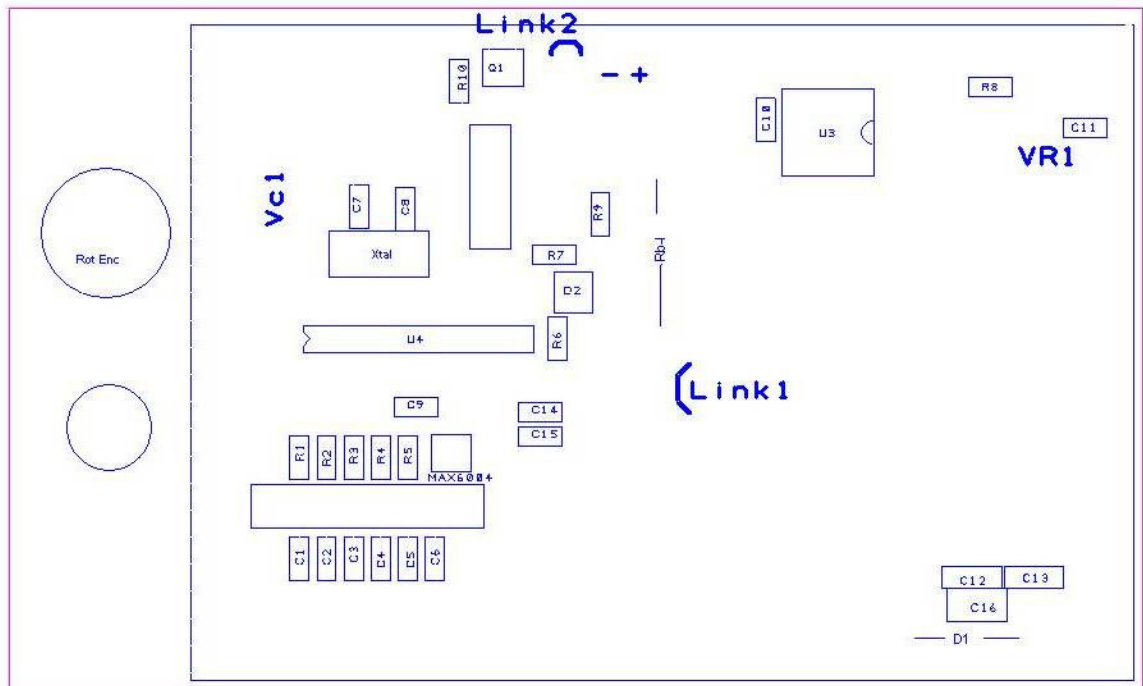 Link2
R10
Q1
- +
R8
C10
U3
C11
VR1
Vc1
C7
C8
R9
Rot Enc
Xtal
R7
Rb-l
D2
U4
R6
Link1
C9
C14
C15
R1
R2
R3
R4
R5
MAX6004
C1
C2
C3
C4
C5
C6
C12
C13
C16
D1